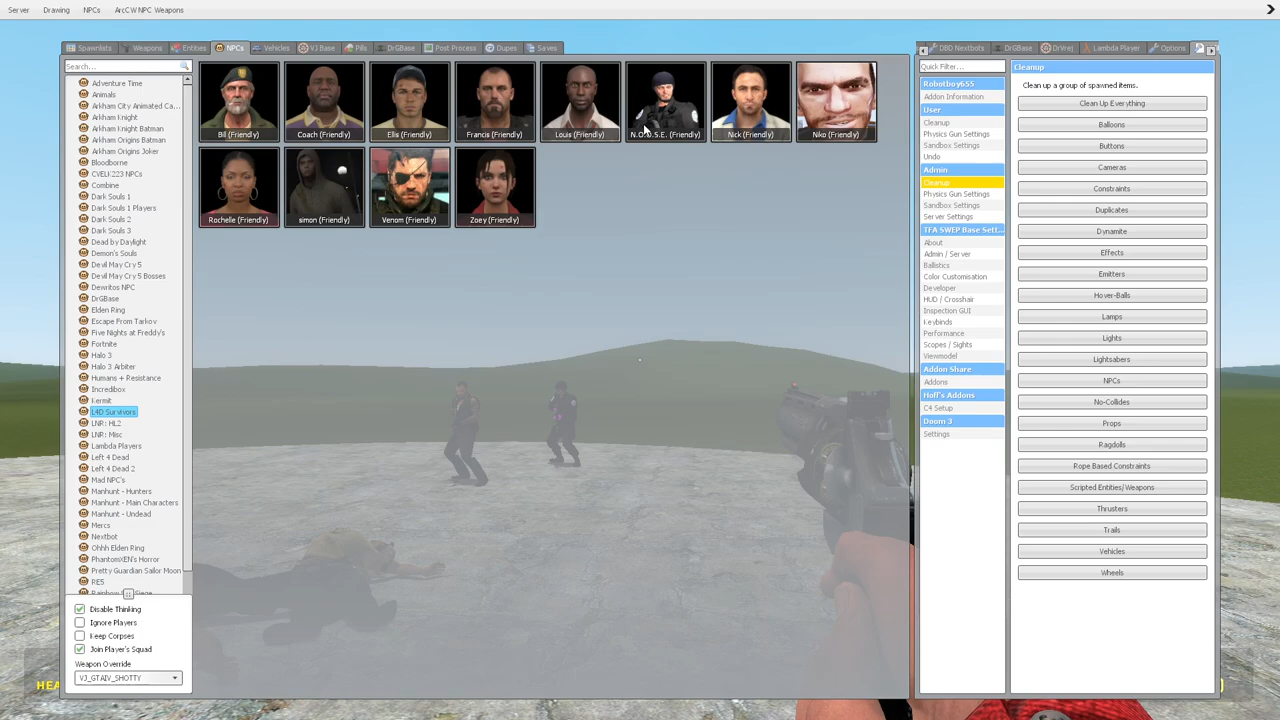 Server Drawing NPCs ArcCW NPC Weapons
Spawnlists Weapons Entities NPCs Vehicles VJ Base Pills DrGBase Post Process Dupes Saves
DBD Nextbots DrGBase DrVrej Lambda Player Options
Search...
Adventure Time
Animals
Arkham City Animated Ca...
Arkham Knight
Arkham Knight Batman
Arkham Origins Batman
Arkham Origins Joker
Bloodborne
CVELK223 NPCs
Combine
Dark Souls 1
Dark Souls 1 Players
Dark Souls 2
Dark Souls 3
Dead by Daylight
Demon's Souls
Devil May Cry 5
Devil May Cry 5 Bosses
Dewritos NPC
DrGBase
Elden Ring
Escape From Tarkov
Five Nights at Freddy's
Fortnite
Halo 3
Halo 3 Arbiter
Humans + Resistance
Incredibox
Kermit
L4D Survivors
LNR: HL2
LNR: Misc
Lambda Players
Left 4 Dead
Left 4 Dead 2
Mad NPC's
Manhunt - Hunters
Manhunt - Main Characters
Manhunt - Undead
Mercs
Nextbot
Ohhh Elden Ring
PhantomXEN's Horror
Pretty Guardian Sailor Moon
RE5
Disable Thinking
Ignore Players
Keep Corpses
Join Player's Squad
Weapon Override
VJ_GTAIV_SHOTTY
Bill (Friendly) Coach (Friendly) Ellis (Friendly) Francis (Friendly) Louis (Friendly) N.O.O.S.E. (Friendly) Nick (Friendly) Niko (Friendly)
Rochelle (Friendly) simon (Friendly) Venom (Friendly) Zoey (Friendly)
Quick Filter...
Robotboy655
Addon Information
User
Cleanup
Physics Gun Settings
Sandbox Settings
Undo
Admin
Cleanup
Physics Gun Settings
Sandbox Settings
Server Settings
TFA SWEP Base Sett...
About
Admin / Server
Ballistics
Color Customisation
Developer
HUD / Crosshair
Inspection GUI
Keybinds
Performance
Scopes / Sights
Viewmodel
Addon Share
Addons
Hoff's Addons
C4 Setup
Doom 3
Settings
Cleanup
Clean up a group of spawned items.
Clean Up Everything
Balloons
Buttons
Cameras
Constraints
Duplicates
Dynamite
Effects
Emitters
Hover-Balls
Lamps
Lights
Lightsabers
NPCs
No-Collides
Props
Ragdolls
Rope Based Constraints
Scripted Entities/Weapons
Thrusters
Trails
Vehicles
Wheels